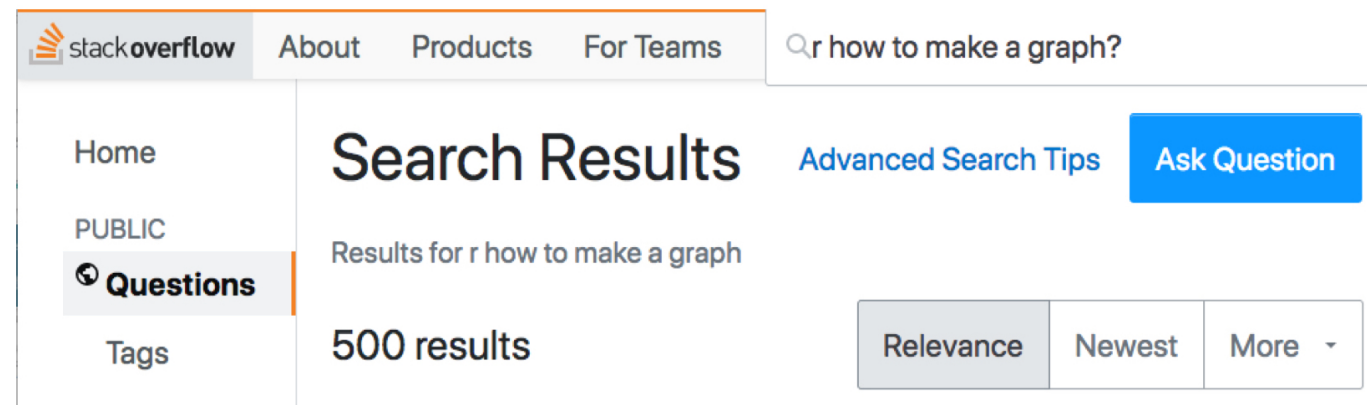 stackoverflow About Products For Teams r how to make a graph?
Home
Search Results Advanced Search Tips Ask Question
PUBLIC
Results for r how to make a graph
Questions
500 results Relevance Newest More
Tags